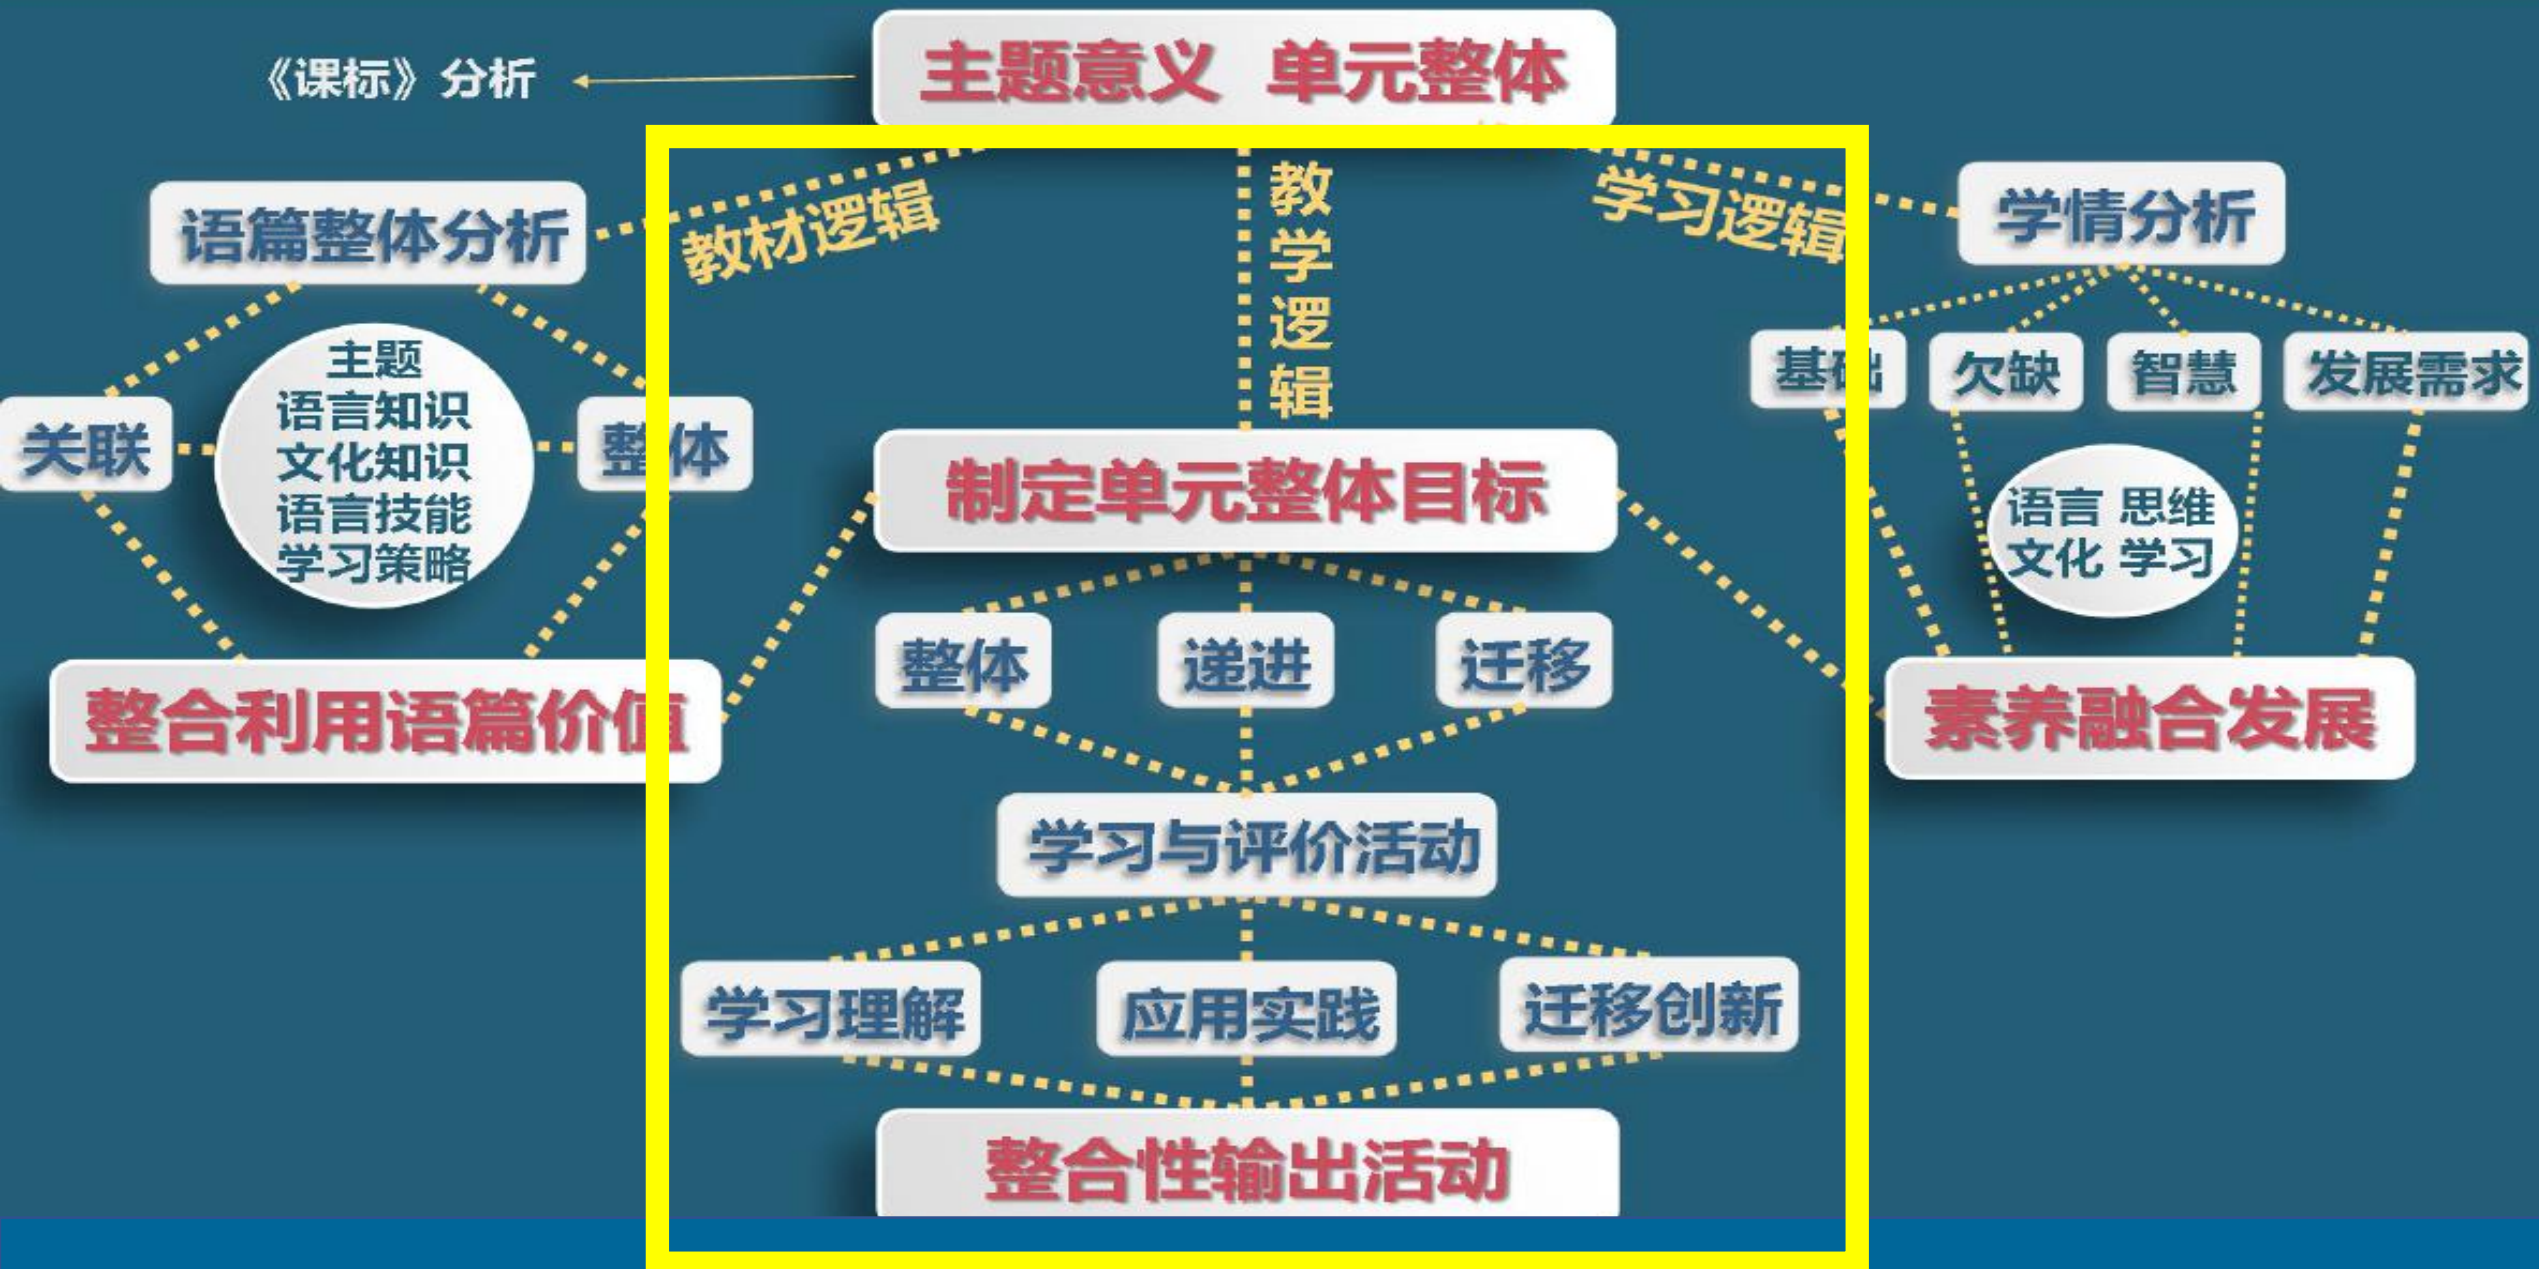 主题意义 单元整体
《课标》分析
教材逻辑
教学逻辑
学习逻辑
语篇整体分析
主题
语言知识
文化知识
语言技能
学习策略
关联
整体
整合利用语篇价值
制定单元整体目标
整体
递进
迁移
学习与评价活动
学习理解
应用实践
迁移创新
整合性输出活动
学情分析
基础
欠缺
智慧
发展需求
语言 思维
文化 学习
素养融合发展